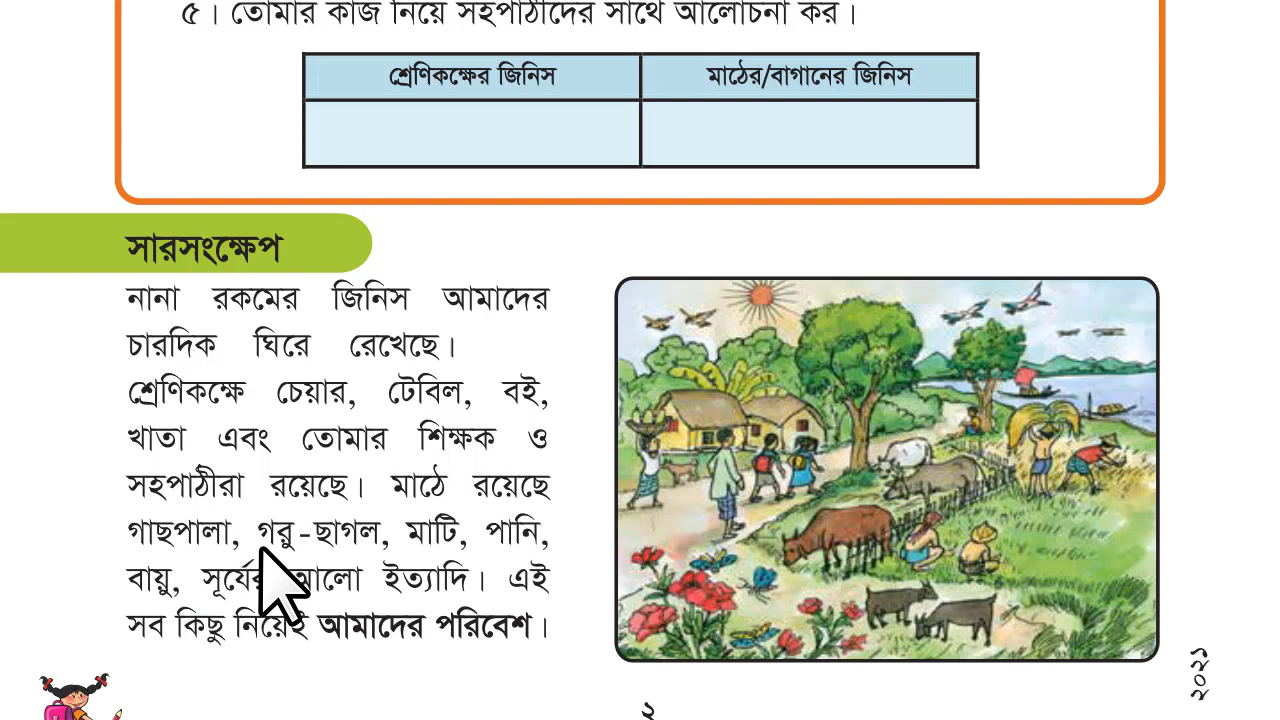 ৫। তোমার কাজ নিয়ে সহপাঠীদের সাথে আলোচনা কর।
শ্রেণিকক্ষের জিনিস
মাঠের/বাগানের জিনিস
সারসংক্ষেপ
নানা রকমের জিনিস আমাদের
চারদিক ঘিরে রেখেছে।
শ্রেণিকক্ষে চেয়ার, টেবিল, বই,
খাতা এবং তোমার শিক্ষক ও
সহপাঠীরা রয়েছে। মাঠে রয়েছে
গাছপালা, গরু-ছাগল, মাটি, পানি,
বায়ু, সূর্যের আলো ইত্যাদি। এই
সব কিছু নিয়েই আমাদের পরিবেশ।
২
২০২১